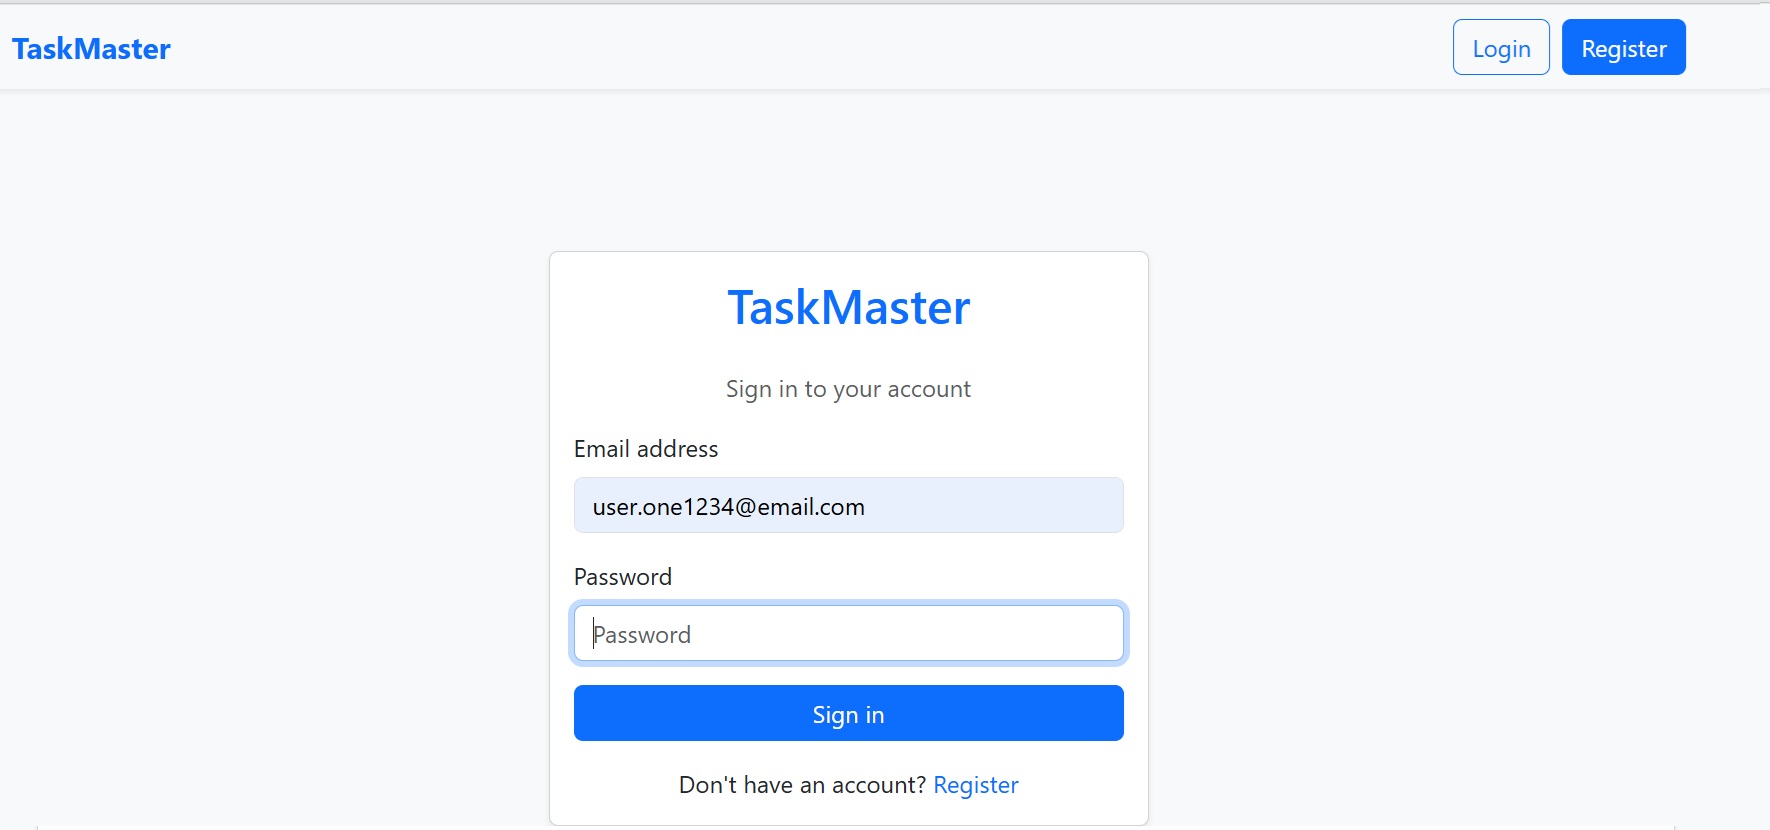 TaskMaster
Login
Register
TaskMaster
Sign in to your account
Email address
user.one1234@email.com
Password
Password
Sign in
Don't have an account? Register